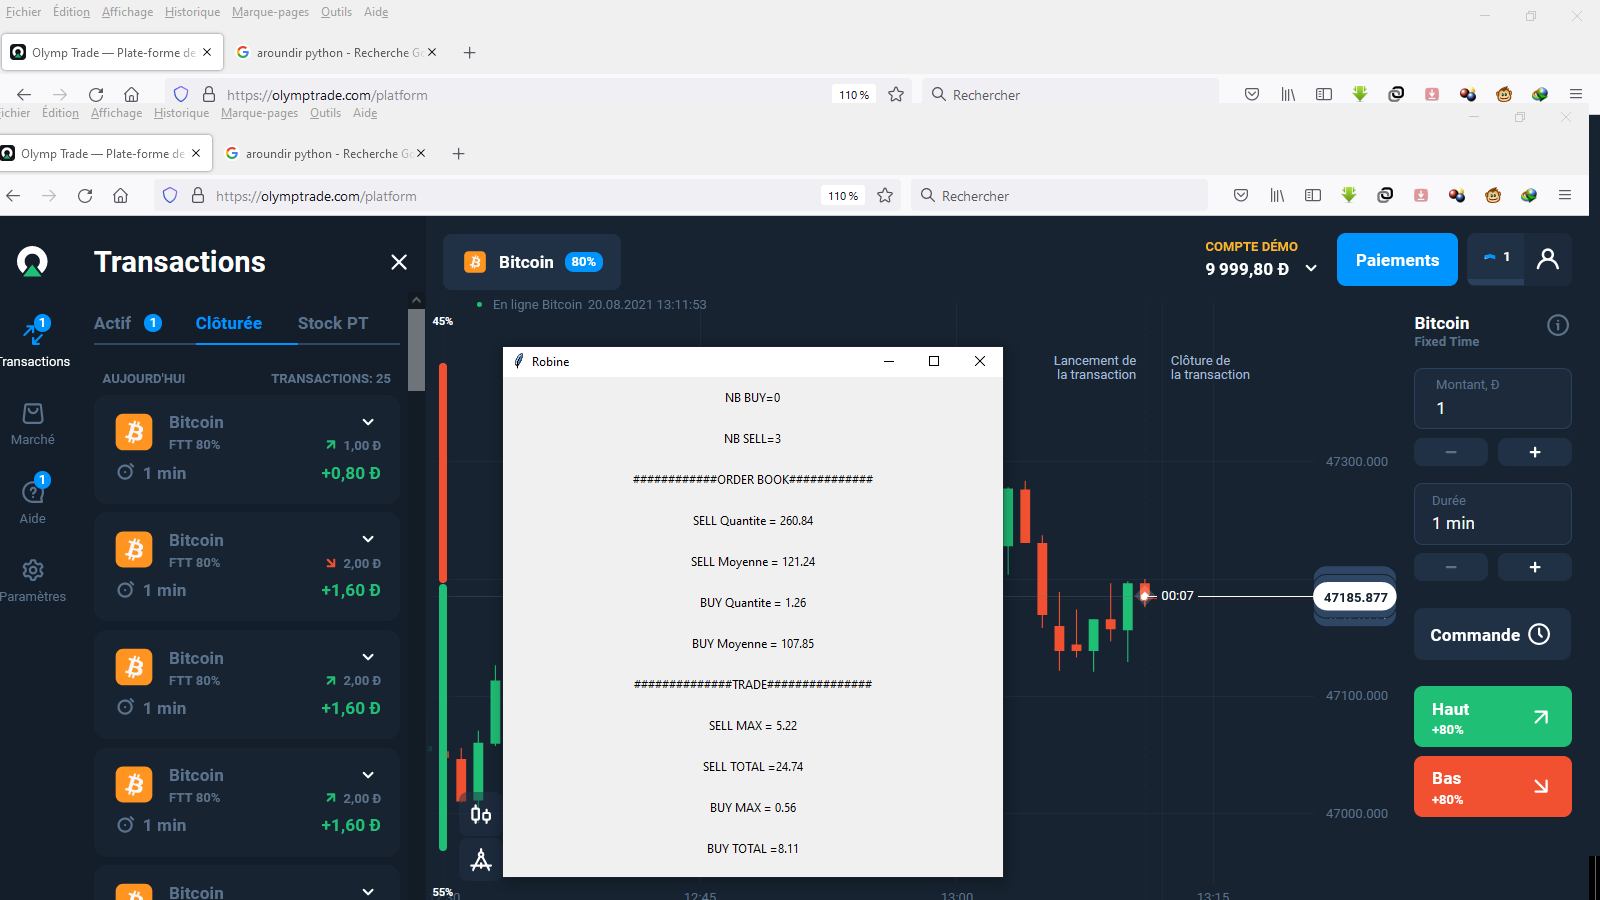 Fichier Édition Affichage Historique Marque-pages Outils Aide
Olymp Trade — Plate-forme de
aroundir python - Recherche Go
https://olymptrade.com/platform
110 %
Rechercher
ichier Édition Affichage Historique Marque-pages Outils Aide
Olymp Trade — Plate-forme de
aroundir python - Recherche Go
https://olymptrade.com/platform
110 %
Rechercher
Transactions
Bitcoin 80%
COMPTE DÉMO
9 999,80 Đ
Paiements
1
En ligne Bitcoin 20.08.2021 13:11:53
1
Transactions
Marché
1
Aide
Paramètres
Actif 1 Clôturée Stock PT
AUJOURD'HUI TRANSACTIONS: 25
Bitcoin
FTT 80% 1,00 Đ
1 min +0,80 Đ
Bitcoin
FTT 80% 2,00 Đ
1 min +1,60 Đ
Bitcoin
FTT 80% 2,00 Đ
1 min +1,60 Đ
Bitcoin
FTT 80% 2,00 Đ
1 min +1,60 Đ
Bitcoin
45%
55%
Robine
NB BUY=0
NB SELL=3
############ORDER BOOK############
SELL Quantite = 260.84
SELL Moyenne = 121.24
BUY Quantite = 1.26
BUY Moyenne = 107.85
##############TRADE###############
SELL MAX = 5.22
SELL TOTAL =24.74
BUY MAX = 0.56
BUY TOTAL =8.11
Lancement de
la transaction
Clôture de
la transaction
00:07
47300.000
47185.877
47100.000
47000.000
12:45
13:00
13:15
Bitcoin
Fixed Time
Montant, Đ
1
Durée
1 min
Commande
Haut
+80%
Bas
+80%